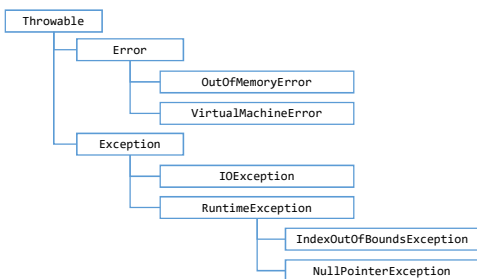 Throwable
Error
OutOfMemoryError
VirtualMachineError
Exception
IOException
RuntimeException
IndexOutOfBoundsException
NullPointerException